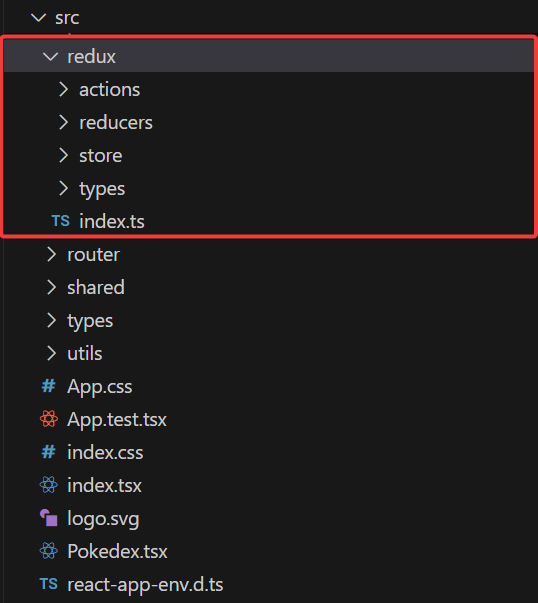 src
redux
actions
reducers
store
types
TS index.ts
router
shared
types
utils
# App.css
App.test.tsx
# index.css
index.tsx
logo.svg
Pokedex.tsx
TS react-app-env.d.ts